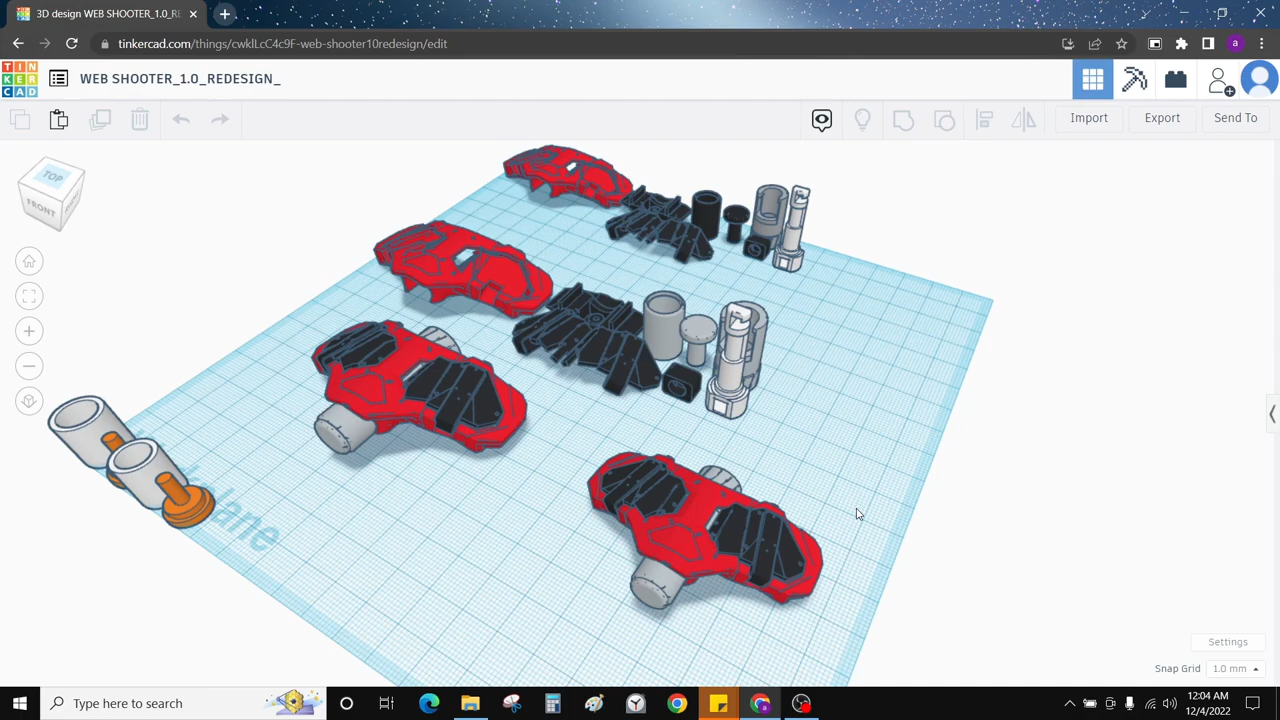 3D design WEB SHOOTER_1.0_RE
tinkercad.com/things/cwklLcC4c9F-web-shooter10redesign/edit
a
TIN
KER
CAD
WEB SHOOTER_1.0_REDESIGN_
Import
Export
Send To
TOP
FRONT
plane
Settings
Snap Grid
1.0 mm
Type here to search
12:04 AM
12/4/2022